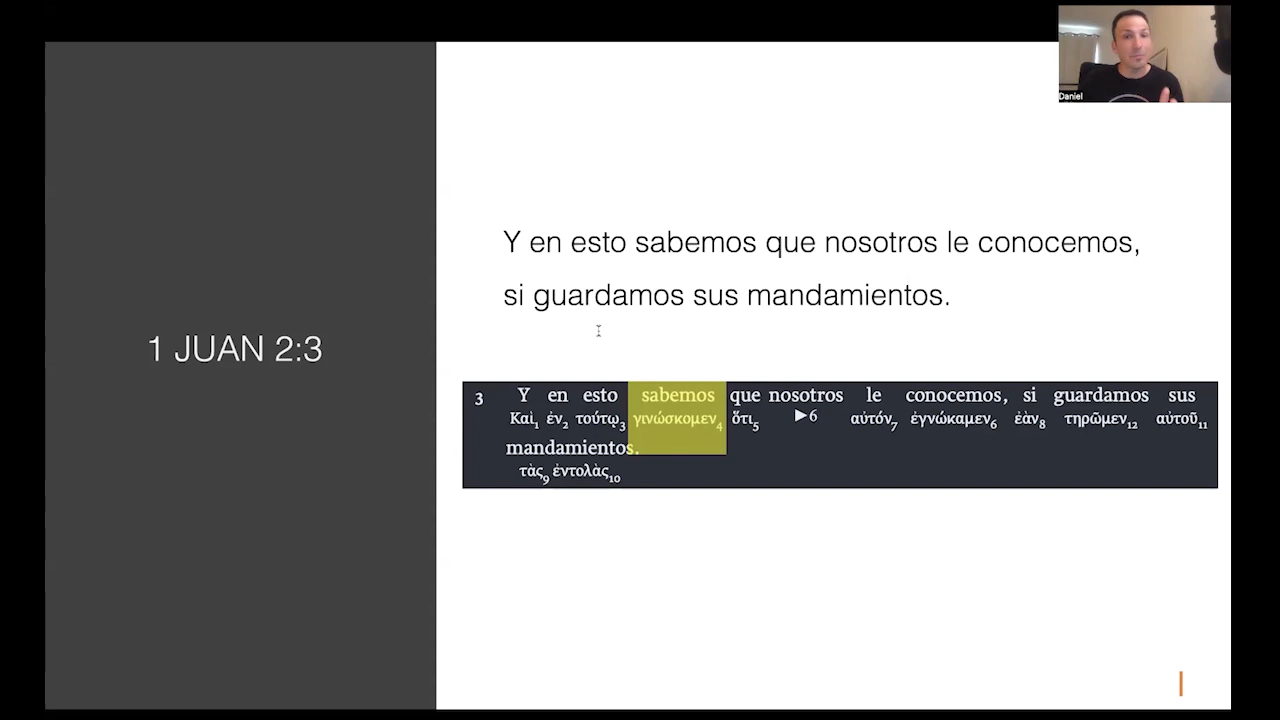 Daniel
1 JUAN 2:3
Y en esto sabemos que nosotros le conocemos,
si guardamos sus mandamientos.
3 Y en esto sabemos que nosotros le conocemos, si guardamos sus
Καὶ1 ἐν2 τούτῳ3 γινώσκομεν4 ὅτι5 ▶6 αὐτόν7 ἐγνώκαμεν6 ἐὰν8 τηρῶμεν12 αὐτοῦ11
mandamientos.
τὰς9 ἐντολὰς10